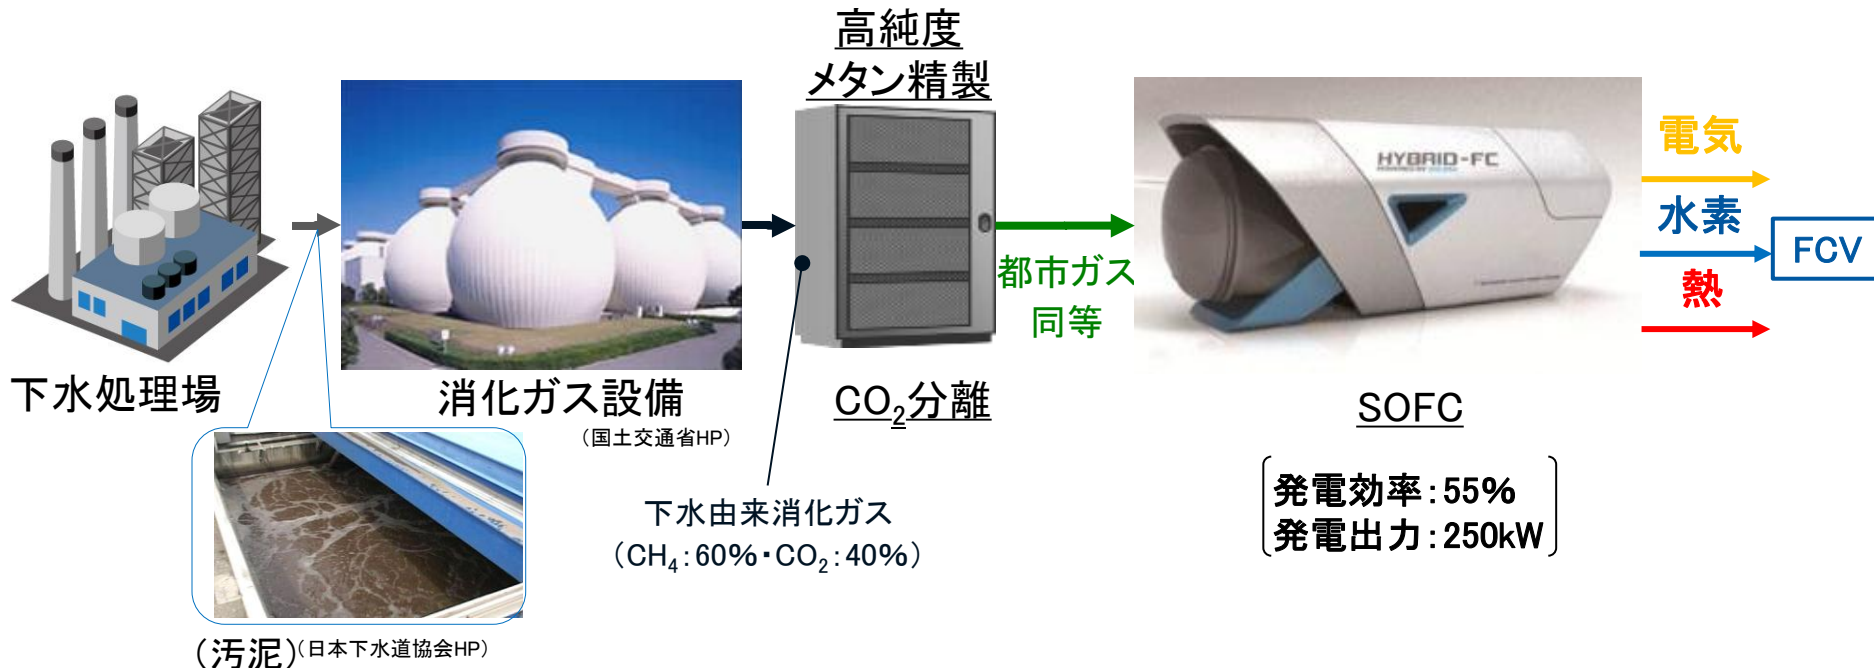 高純度
メタン精製
HYBRID-FC
電気
水素
FCV
熱
都市ガス
同等
下水処理場
消化ガス設備
(国土交通省HP)
CO₂分離
SOFC
下水由来消化ガス
(CH₄:60%・CO₂:40%)
発電効率:55%
発電出力:250kW
(汚泥)(日本下水道協会HP)